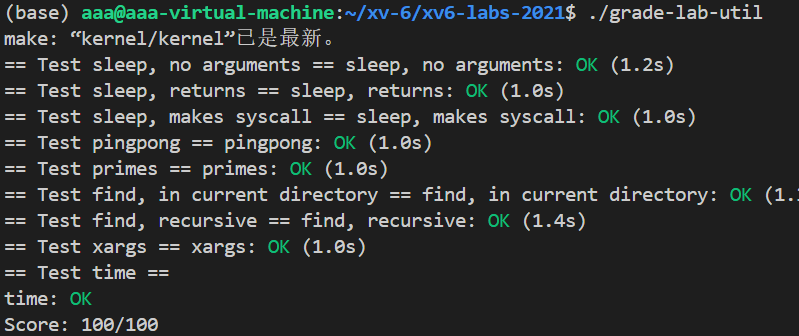 (base) aaa@aaa-virtual-machine:~/xv-6/xv6-labs-2021$ ./grade-lab-util
make: “kernel/kernel”已是最新。
== Test sleep, no arguments == sleep, no arguments: OK (1.2s)
== Test sleep, returns == sleep, returns: OK (1.0s)
== Test sleep, makes syscall == sleep, makes syscall: OK (1.0s)
== Test pingpong == pingpong: OK (1.0s)
== Test primes == primes: OK (1.0s)
== Test find, in current directory == find, in current directory: OK (1.
== Test find, recursive == find, recursive: OK (1.4s)
== Test xargs == xargs: OK (1.0s)
== Test time ==
time: OK
Score: 100/100